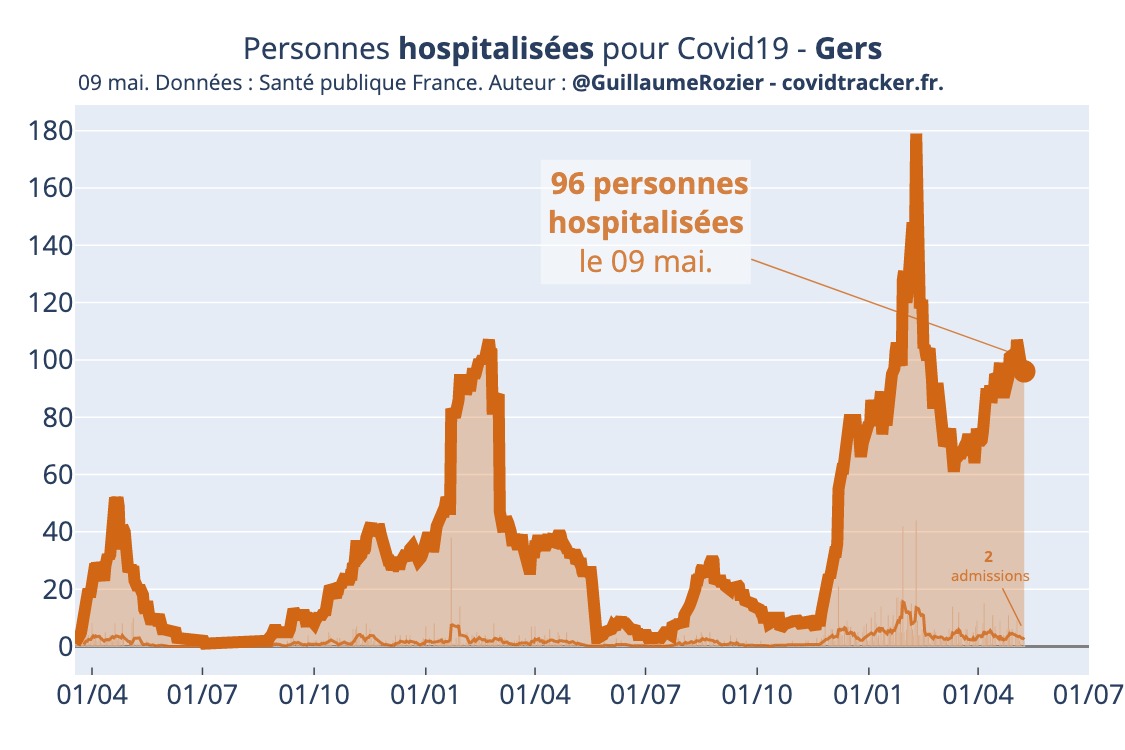 Personnes hospitalisées pour Covid19 - Gers
09 mai. Données : Santé publique France. Auteur : @GuillaumeRozier - covidtracker.fr.
180
160
140
120
100
80
60
40
20
0
96 personnes
hospitalisées
le 09 mai.
2
admissions
01/04 01/07 01/10 01/01 01/04 01/07 01/10 01/01 01/04 01/07